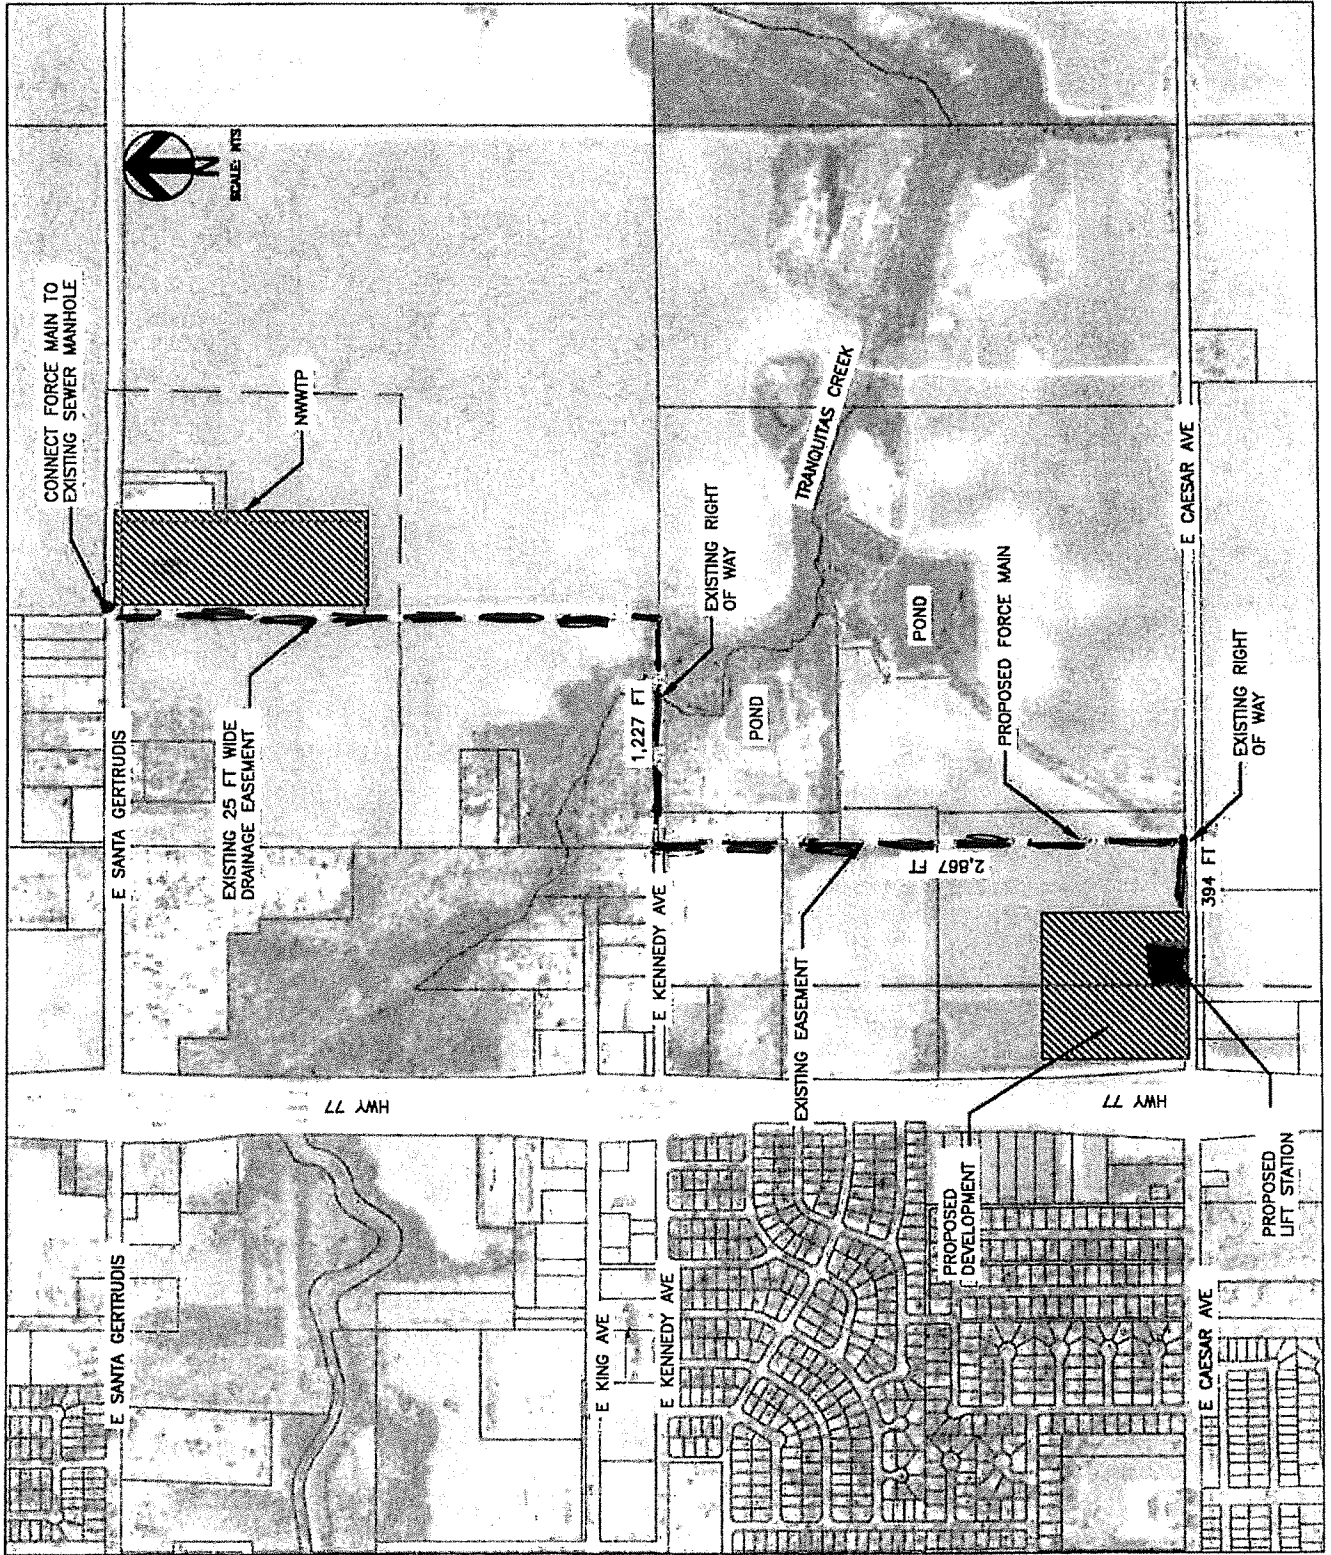 CONNECT FORCE MAIN TO
EXISTING SEWER MANHOLE
N
SCALE: NTS
NWWTP
E SANTA GERTRUDIS
E SANTA GERTRUDIS
EXISTING 25 FT WIDE
DRAINAGE EASEMENT
HWY 77
E KING AVE
E KENNEDY AVE
E KENNEDY AVE
1,227 FT
EXISTING RIGHT
OF WAY
TRANQUITAS CREEK
POND
POND
EXISTING EASEMENT
2,867 FT
PROPOSED FORCE MAIN
PROPOSED
DEVELOPMENT
HWY 77
E CAESAR AVE
E CAESAR AVE
394 FT
EXISTING RIGHT
OF WAY
PROPOSED
LIFT STATION